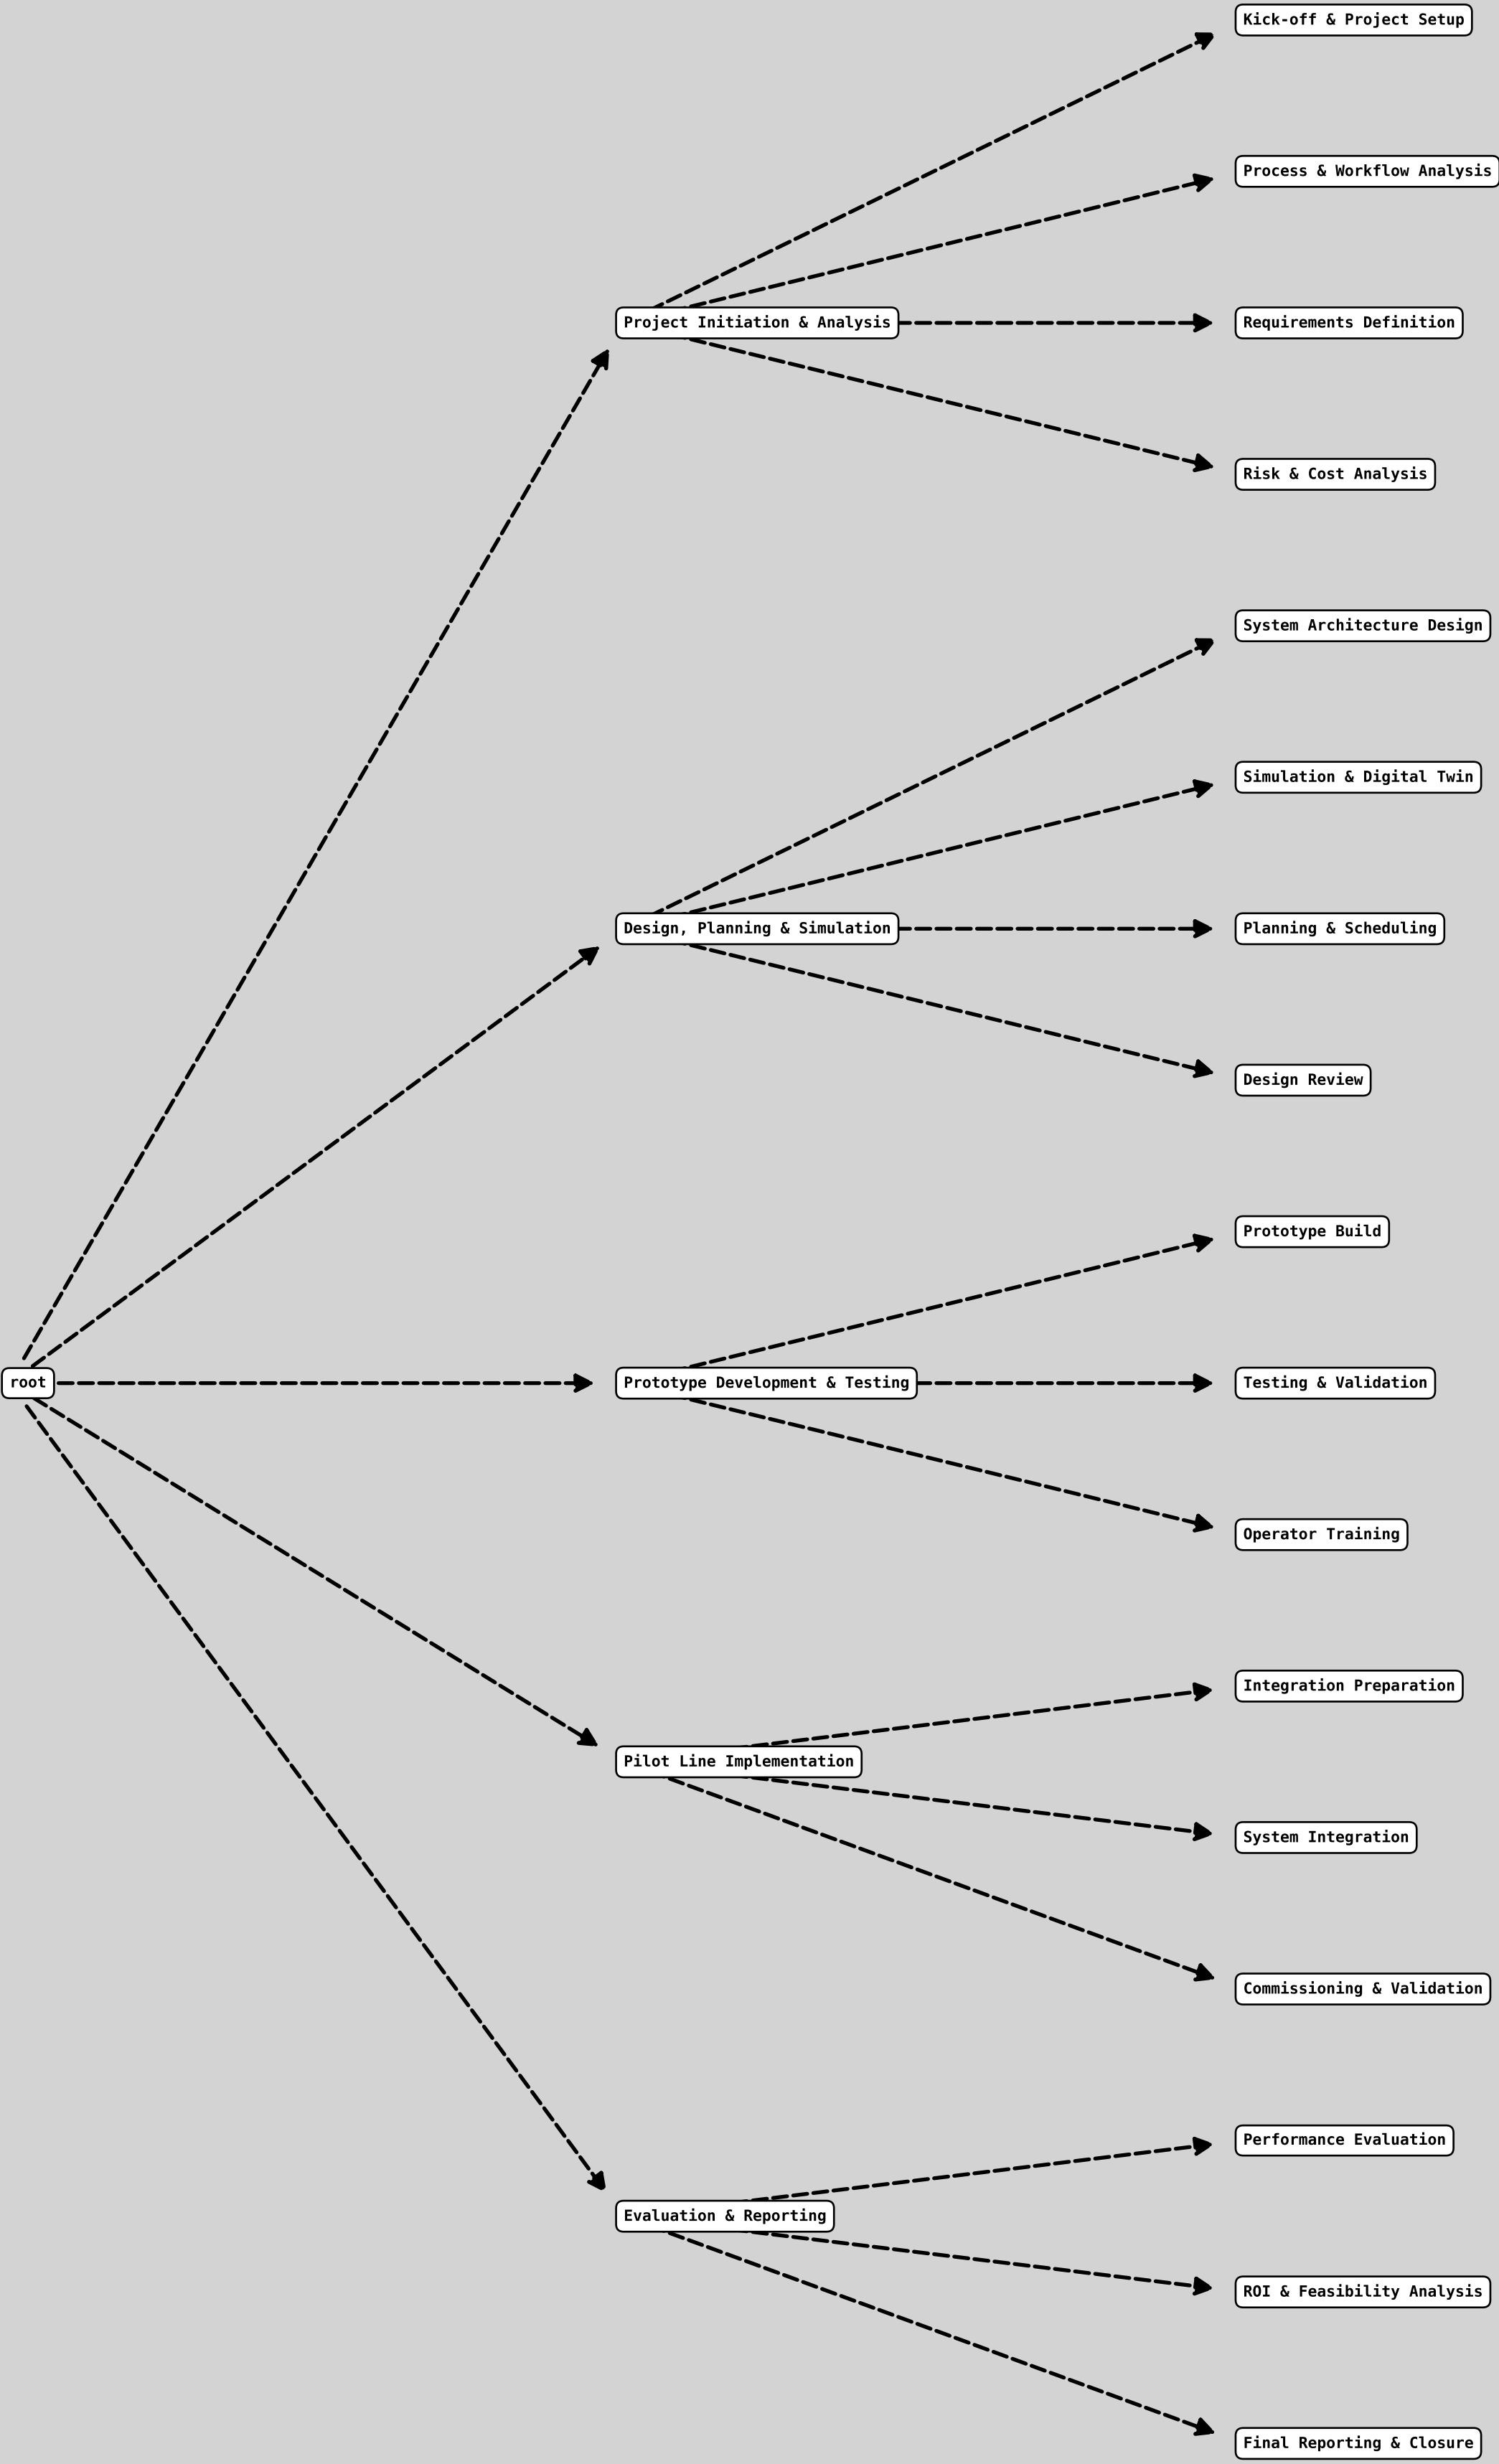 Kick-off & Project Setup
Process & Workflow Analysis
Project Initiation & Analysis
Requirements Definition
Risk & Cost Analysis
System Architecture Design
Simulation & Digital Twin
Design, Planning & Simulation
Planning & Scheduling
Design Review
Prototype Build
root
Prototype Development & Testing
Testing & Validation
Operator Training
Integration Preparation
Pilot Line Implementation
System Integration
Commissioning & Validation
Performance Evaluation
Evaluation & Reporting
ROI & Feasibility Analysis
Final Reporting & Closure